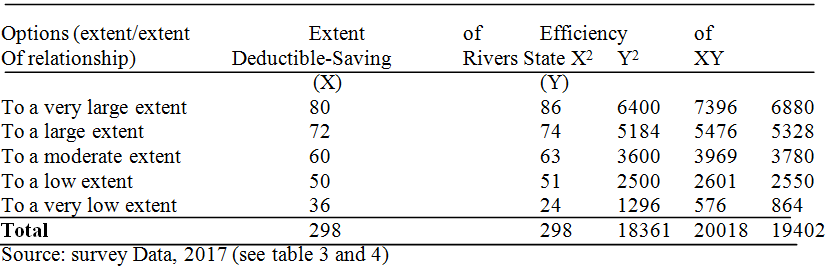 Options (extent/extent Extent of Efficiency of
Of relationship) Deductible-Saving Rivers State X2 Y2 XY
(X) (Y)
To a very large extent 80 86 6400 7396 6880
To a large extent 72 74 5184 5476 5328
To a moderate extent 60 63 3600 3969 3780
To a low extent 50 51 2500 2601 2550
To a very low extent 36 24 1296 576 864
Total 298 298 18361 20018 19402
Source: survey Data, 2017 (see table 3 and 4)